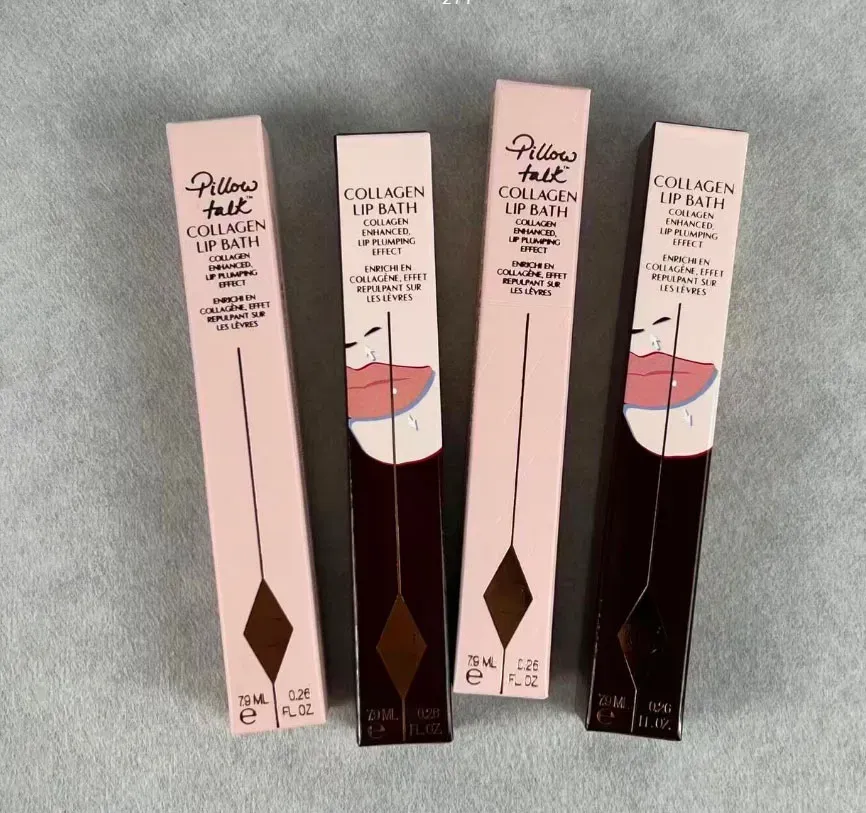 Pillow
talk™
COLLAGEN
LIP BATH
COLLAGEN
ENHANCED,
LIP PLUMPING
EFFECT
ENRICHI EN
COLLAGÈNE, EFFET
REPULPANT SUR
LES LÈVRES
7.9 ML 0.26
e FL. OZ.
COLLAGEN
LIP BATH
COLLAGEN
ENHANCED,
LIP PLUMPING
EFFECT
ENRICHI EN
COLLAGÈNE, EFFET
REPULPANT SUR
LES LÈVRES
7.9 ML 0.26
e FL. OZ.
Pillow
talk™
COLLAGEN
LIP BATH
COLLAGEN
ENHANCED,
LIP PLUMPING
EFFECT
ENRICHI EN
COLLAGÈNE, EFFET
REPULPANT SUR
LES LÈVRES
7.9 ML 0.26
e FL. OZ.
COLLAGEN
LIP BATH
COLLAGEN
ENHANCED,
LIP PLUMPING
EFFECT
ENRICHI EN
COLLAGÈNE, EFFET
REPULPANT SUR
LES LÈVRES
7.9 ML 0.26
e FL. OZ.